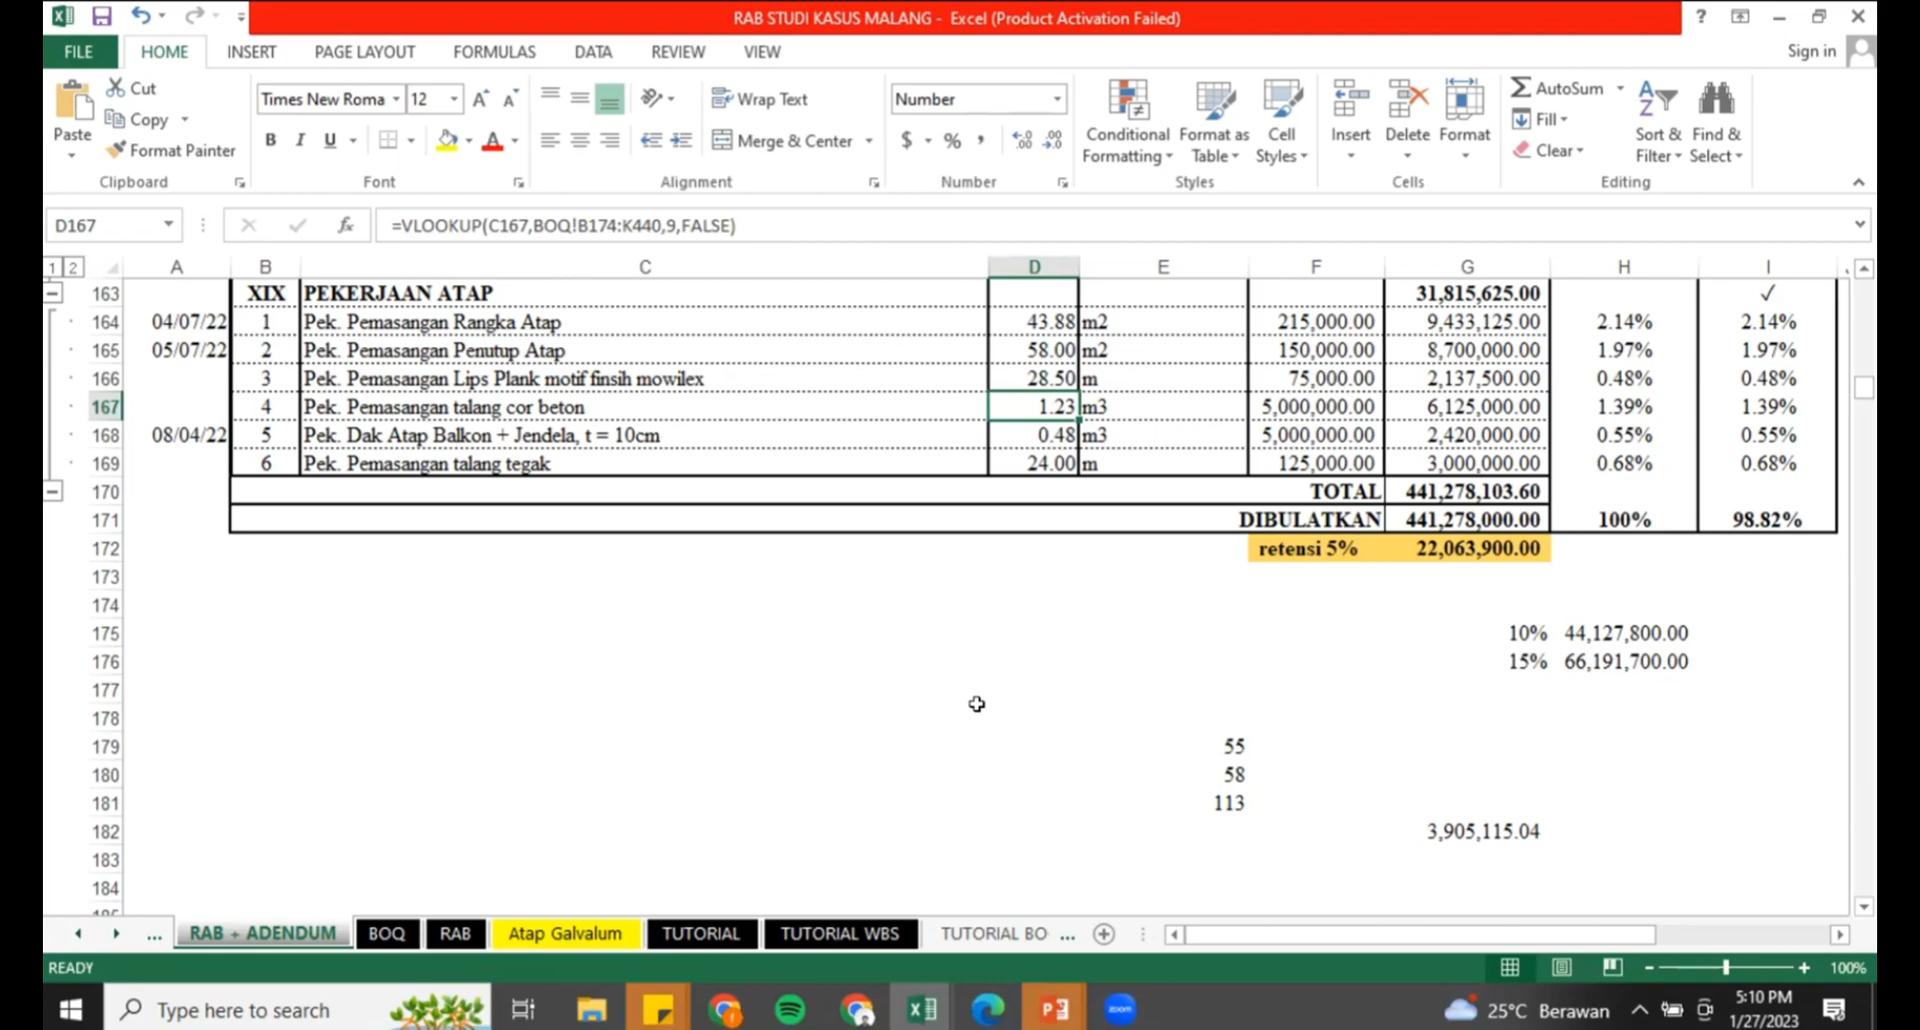 RAB STUDI KASUS MALANG - Excel (Product Activation Failed)
FILE HOME INSERT PAGE LAYOUT FORMULAS DATA REVIEW VIEW Sign in
Paste
Cut
Copy
Format Painter
Clipboard
Times New Roma 12
B I U
Font
Wrap Text
Merge & Center
Alignment
Number
$ % ,
Number
Conditional Formatting
Format as Table
Cell Styles
Styles
Insert Delete Format
Cells
AutoSum
Fill
Clear
Sort & Filter
Find & Select
Editing
D167 fx =VLOOKUP(C167,BOQ!B174:K440,9,FALSE)
1 2 A B C D E F G H I
163 XIX PEKERJAAN ATAP 31,815,625.00 ✓
164 04/07/22 1 Pek. Pemasangan Rangka Atap 43.88 m2 215,000.00 9,433,125.00 2.14% 2.14%
165 05/07/22 2 Pek. Pemasangan Penutup Atap 58.00 m2 150,000.00 8,700,000.00 1.97% 1.97%
166 3 Pek. Pemasangan Lips Plank motif finsih mowilex 28.50 m 75,000.00 2,137,500.00 0.48% 0.48%
167 4 Pek. Pemasangan talang cor beton 1.23 m3 5,000,000.00 6,125,000.00 1.39% 1.39%
168 08/04/22 5 Pek. Dak Atap Balkon + Jendela, t = 10cm 0.48 m3 5,000,000.00 2,420,000.00 0.55% 0.55%
169 6 Pek. Pemasangan talang tegak 24.00 m 125,000.00 3,000,000.00 0.68% 0.68%
170 TOTAL 441,278,103.60
171 DIBULATKAN 441,278,000.00 100% 98.82%
172 retensi 5% 22,063,900.00
173
174
175 10% 44,127,800.00
176 15% 66,191,700.00
177
178
179 55
180 58
181 113
182 3,905,115.04
183
184
... RAB + ADENDUM BOQ RAB Atap Galvalum TUTORIAL TUTORIAL WBS TUTORIAL BO ...
READY 100%
Type here to search 25°C Berawan 5:10 PM
zoom 1/27/2023